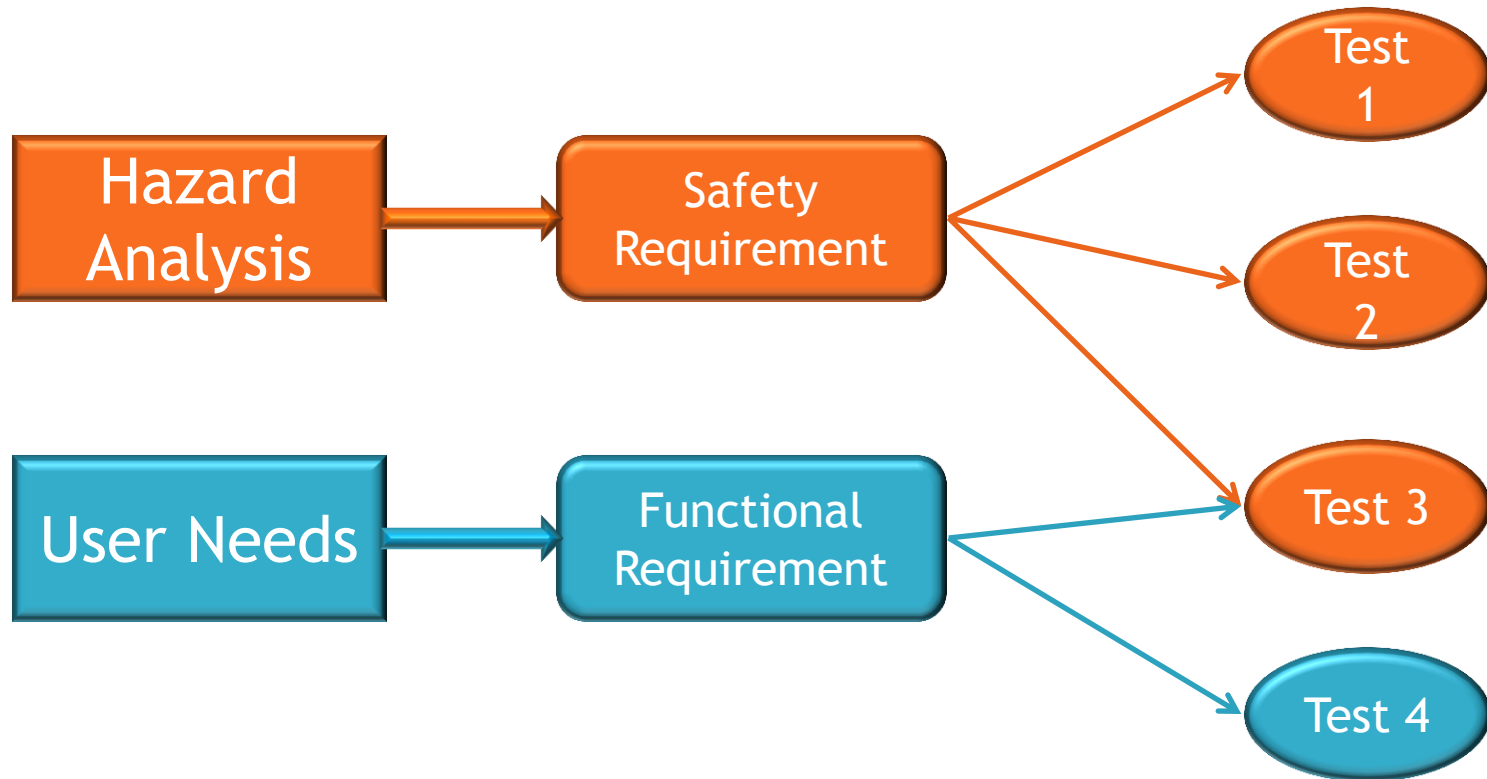 Hazard
Analysis
Safety
Requirement
Test
1
Test
2
User Needs
Functional
Requirement
Test 3
Test 4